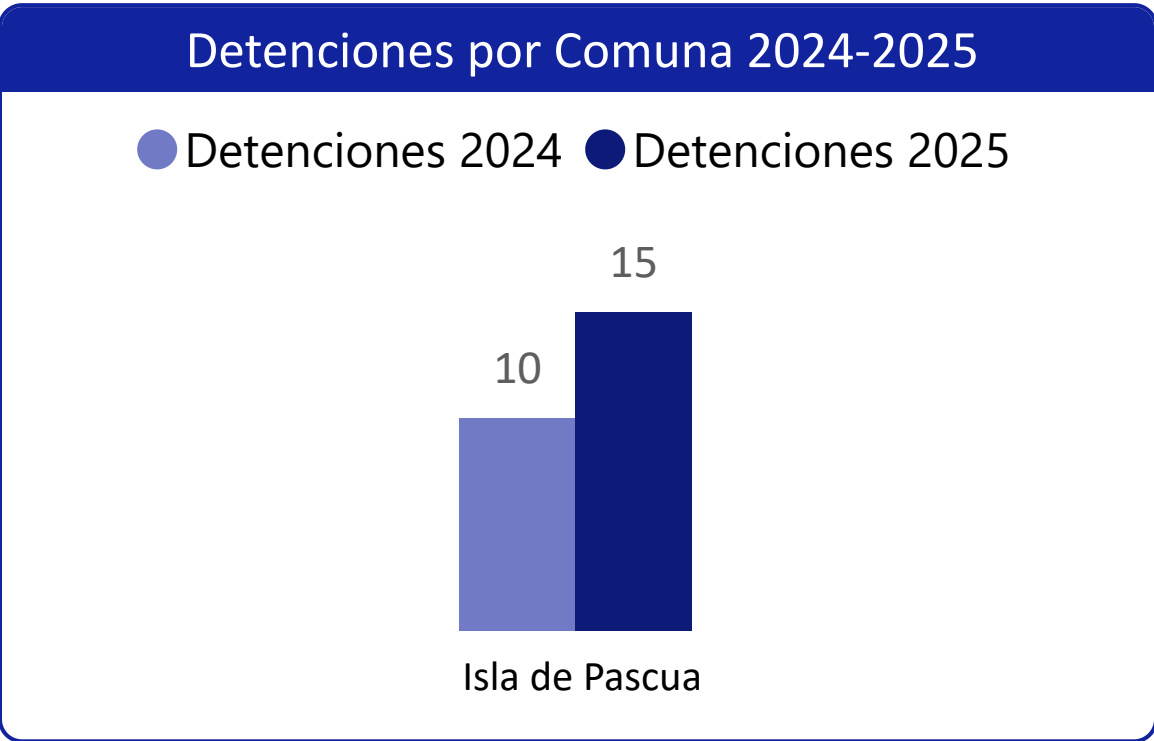 Detenciones por Comuna 2024-2025
Detenciones 2024 Detenciones 2025
15
10
Isla de Pascua